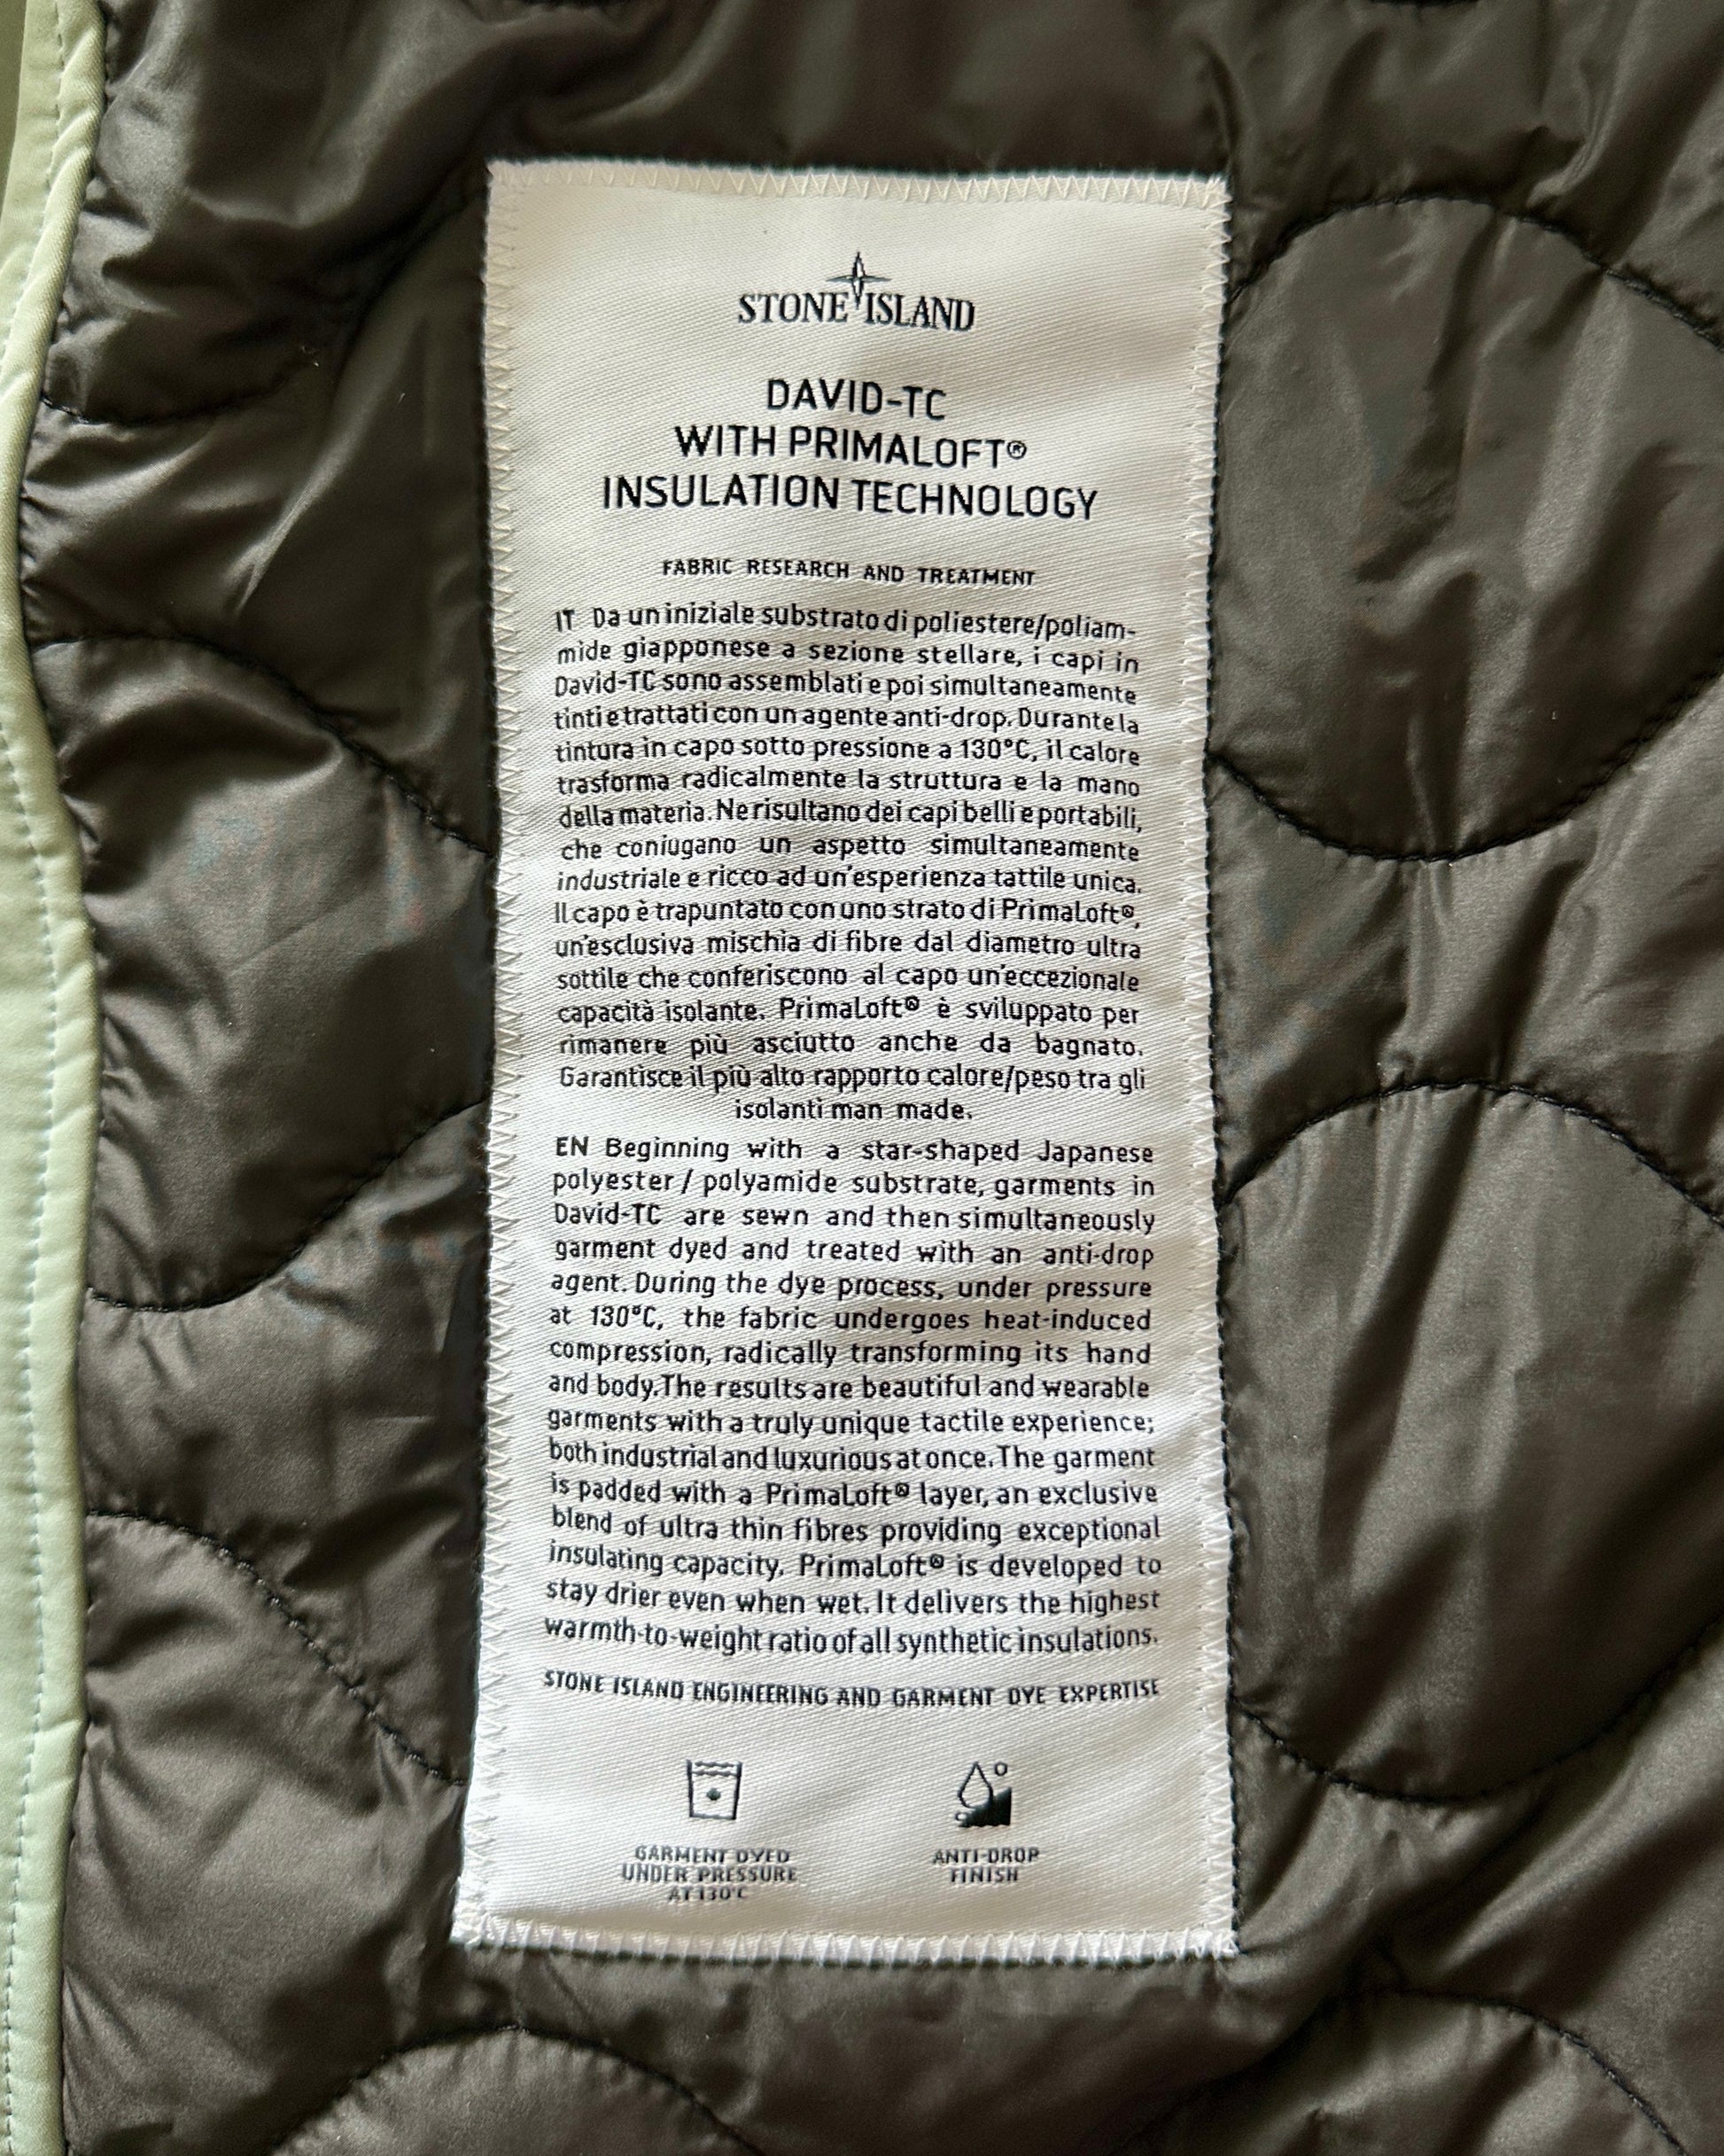 STONE ISLAND
DAVID-TC
WITH PRIMALOFT®
INSULATION TECHNOLOGY
FABRIC RESEARCH AND TREATMENT
IT Da un iniziale substrato di poliestere/poliam-
mide giapponese a sezione stellare, i capi in
David-TC sono assemblati e poi simultaneamente
tinti e trattati con un agente anti-drop. Durante la
tintura in capo sotto pressione a 130°C, il calore
trasforma radicalmente la struttura e la mano
della materia. Ne risultano dei capi belli e portabili,
che coniugano un aspetto simultaneamente
industriale e ricco ad un'esperienza tattile unica.
Il capo è trapuntato con uno strato di PrimaLoft®,
un'esclusiva mischia di fibre dal diametro ultra
sottile che conferiscono al capo un'eccezionale
capacità isolante. PrimaLoft® è sviluppato per
rimanere più asciutto anche da bagnato.
Garantisce il più alto rapporto calore/peso tra gli
isolanti man made.
EN Beginning with a star-shaped Japanese
polyester / polyamide substrate, garments in
David-TC are sewn and then simultaneously
garment dyed and treated with an anti-drop
agent. During the dye process, under pressure
at 130°C, the fabric undergoes heat-induced
compression, radically transforming its hand
and body.The results are beautiful and wearable
garments with a truly unique tactile experience;
both industrial and luxurious at once. The garment
is padded with a PrimaLoft® layer, an exclusive
blend of ultra thin fibres providing exceptional
insulating capacity. PrimaLoft® is developed to
stay drier even when wet. It delivers the highest
warmth-to-weight ratio of all synthetic insulations.
STONE ISLAND ENGINEERING AND GARMENT DYE EXPERTISE
GARMENT DYED
UNDER PRESSURE
AT 130°C
ANTI-DROP
FINISH